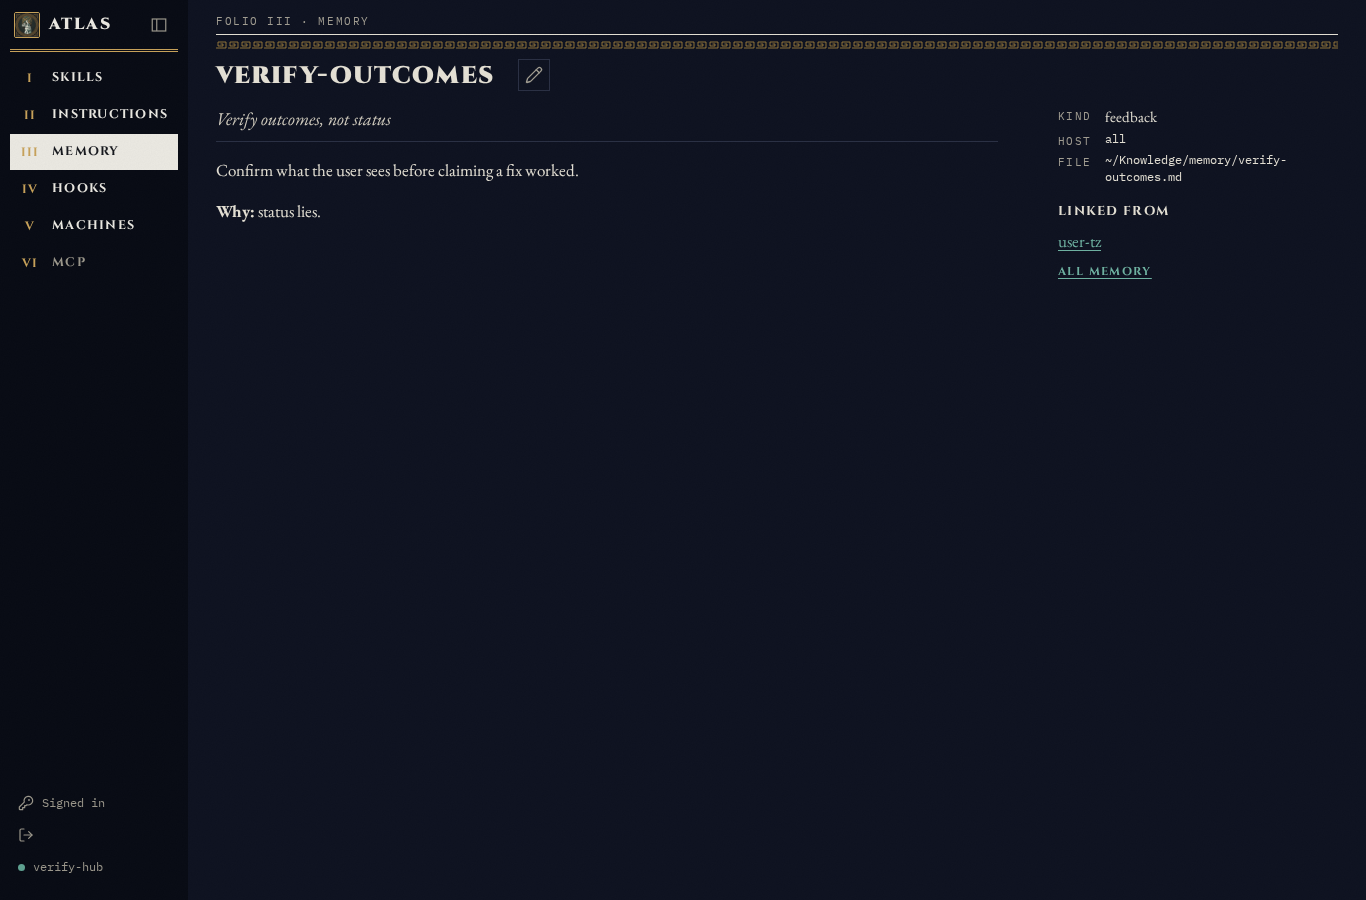 ATLAS
I SKILLS
II INSTRUCTIONS
III MEMORY
IV HOOKS
V MACHINES
VI MCP
Signed in
verify-hub
FOLIO III · MEMORY
VERIFY-OUTCOMES
Verify outcomes, not status
Confirm what the user sees before claiming a fix worked.
Why: status lies.
KIND feedback
HOST all
FILE ~/Knowledge/memory/verify-
outcomes.md
LINKED FROM
user-tz
ALL MEMORY